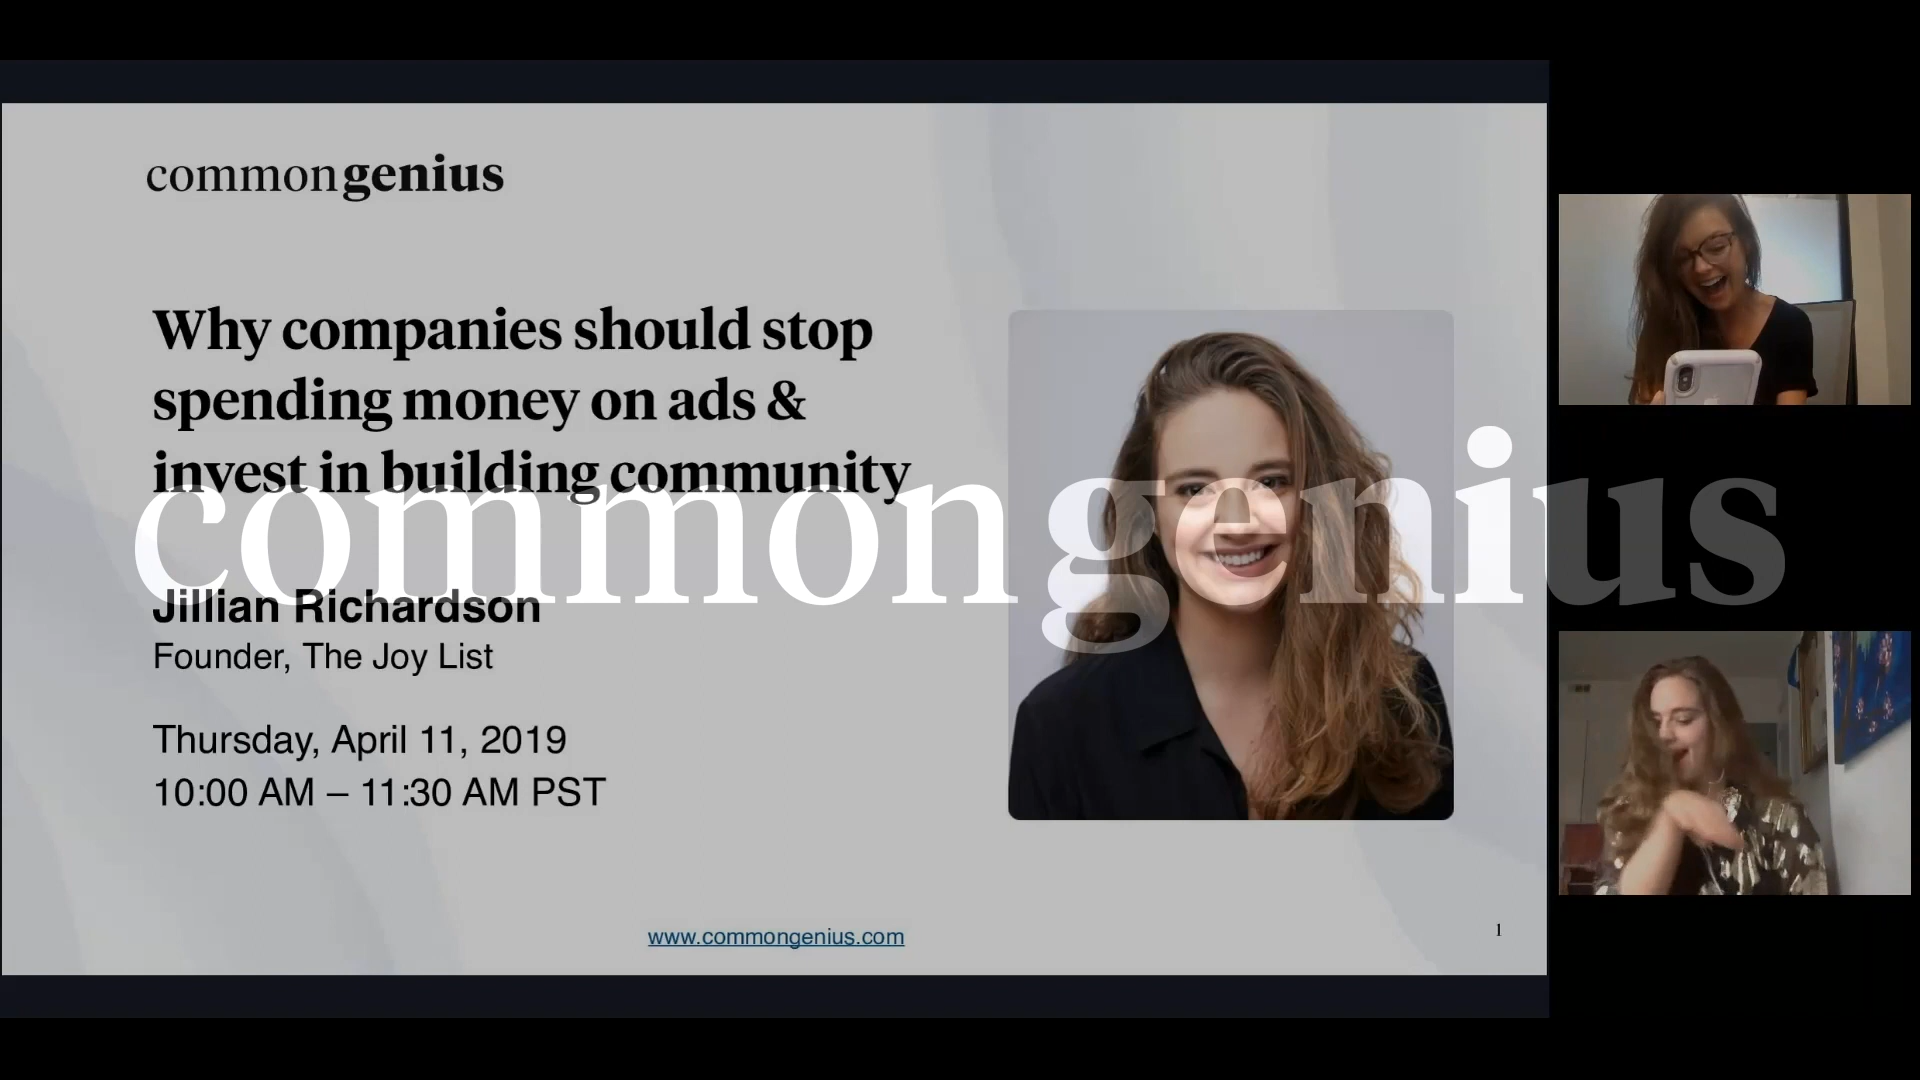 commongenius
Why companies should stop
spending money on ads &
invest in building community
commongenius
Jillian Richardson
Founder, The Joy List
Thursday, April 11, 2019
10:00 AM – 11:30 AM PST
www.commongenius.com
1